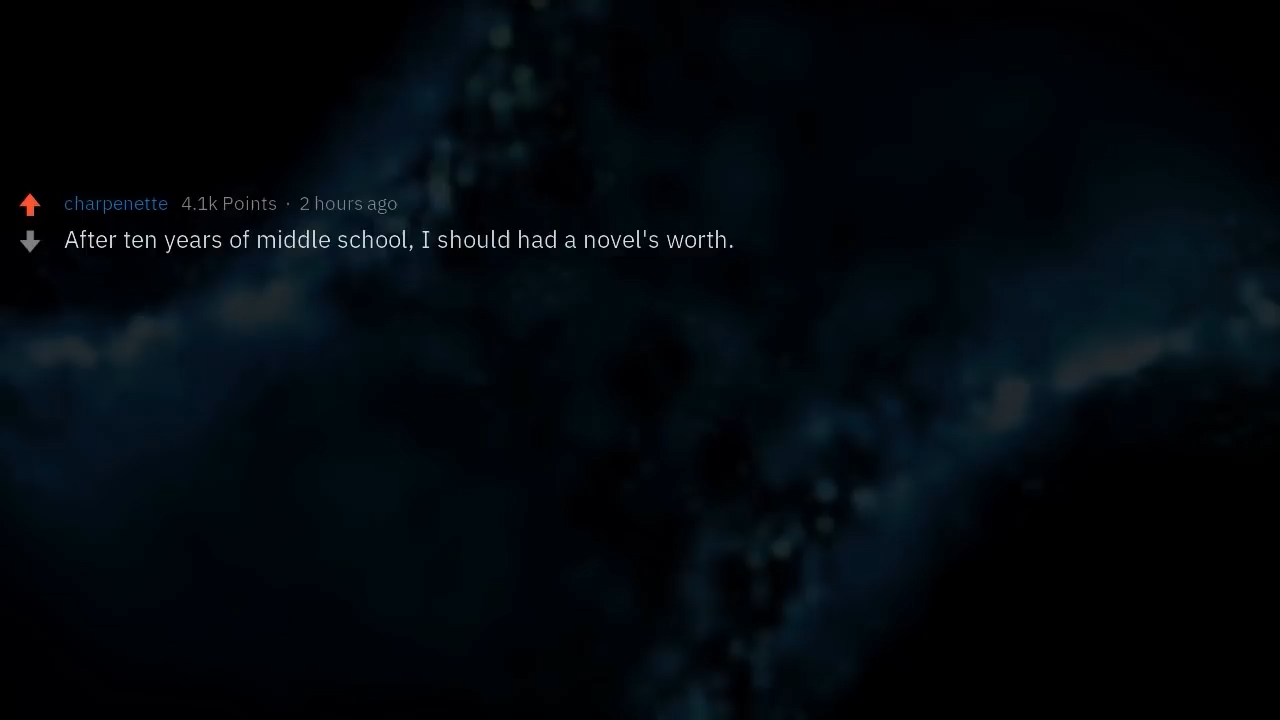 charpenette 4.1k Points · 2 hours ago
After ten years of middle school, I should had a novel's worth.